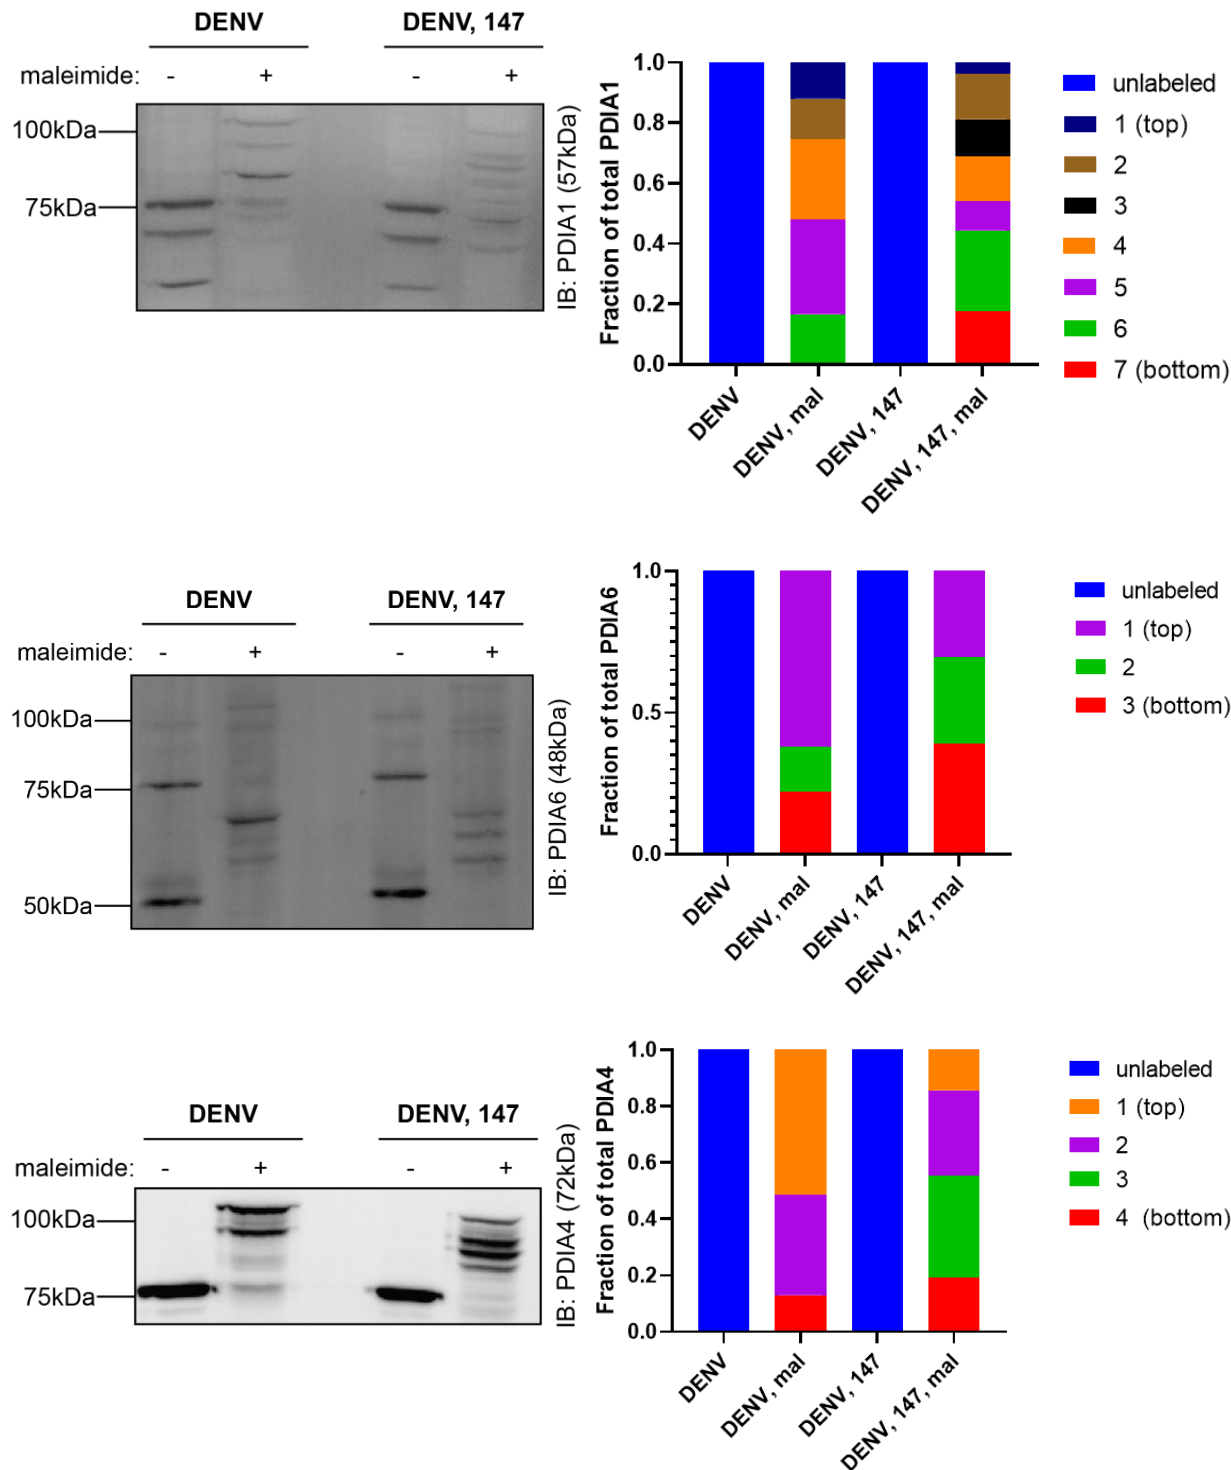 DENV
DENV, 147
maleimide:
-
+
-
+
100kDa
75kDa
IB: PDIA1 (57kDa)
Fraction of total PDIA1
1.0
0.8
0.6
0.4
0.2
0.0
DENV
DENV, mal
DENV, 147
DENV, 147, mal
unlabeled
1 (top)
2
3
4
5
6
7 (bottom)
DENV
DENV, 147
maleimide:
-
+
-
+
100kDa
75kDa
50kDa
IB: PDIA6 (48kDa)
Fraction of total PDIA6
1.0
0.5
0.0
DENV
DENV, mal
DENV, 147
DENV, 147, mal
unlabeled
1 (top)
2
3 (bottom)
DENV
DENV, 147
maleimide:
-
+
-
+
100kDa
75kDa
IB: PDIA4 (72kDa)
Fraction of total PDIA4
1.0
0.8
0.6
0.4
0.2
0.0
DENV
DENV, mal
DENV, 147
DENV, 147, mal
unlabeled
1 (top)
2
3
4 (bottom)